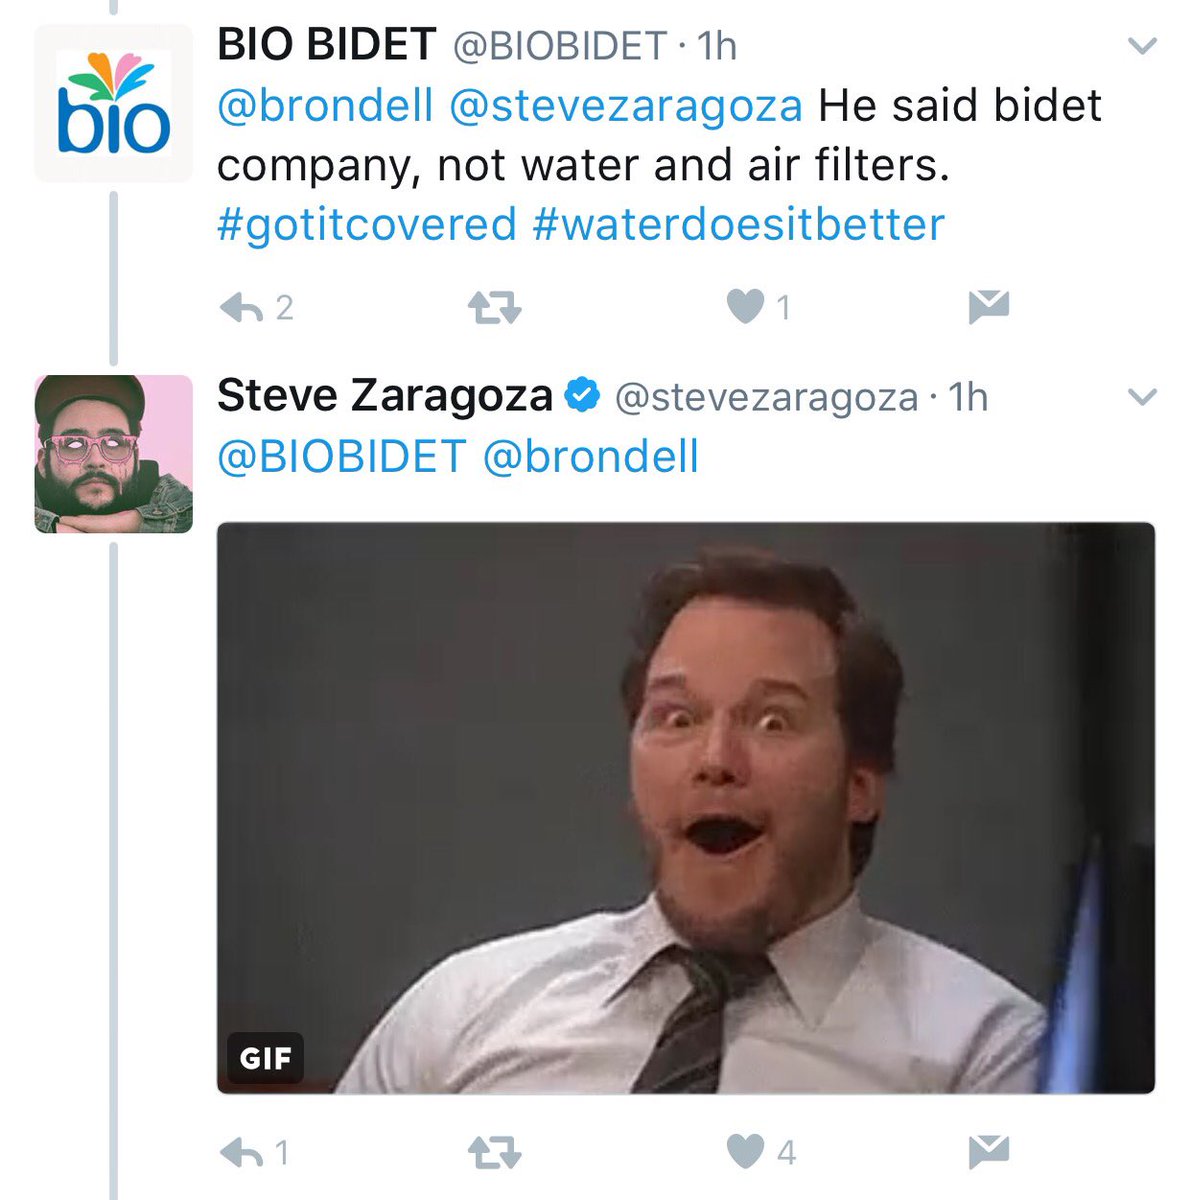 bio
BIO BIDET @BIOBIDET · 1h
@brondell @stevezaragoza He said bidet
company, not water and air filters.
#gotitcovered #waterdoesitbetter
2
1
Steve Zaragoza @stevezaragoza · 1h
@BIOBIDET @brondell
GIF
1
4